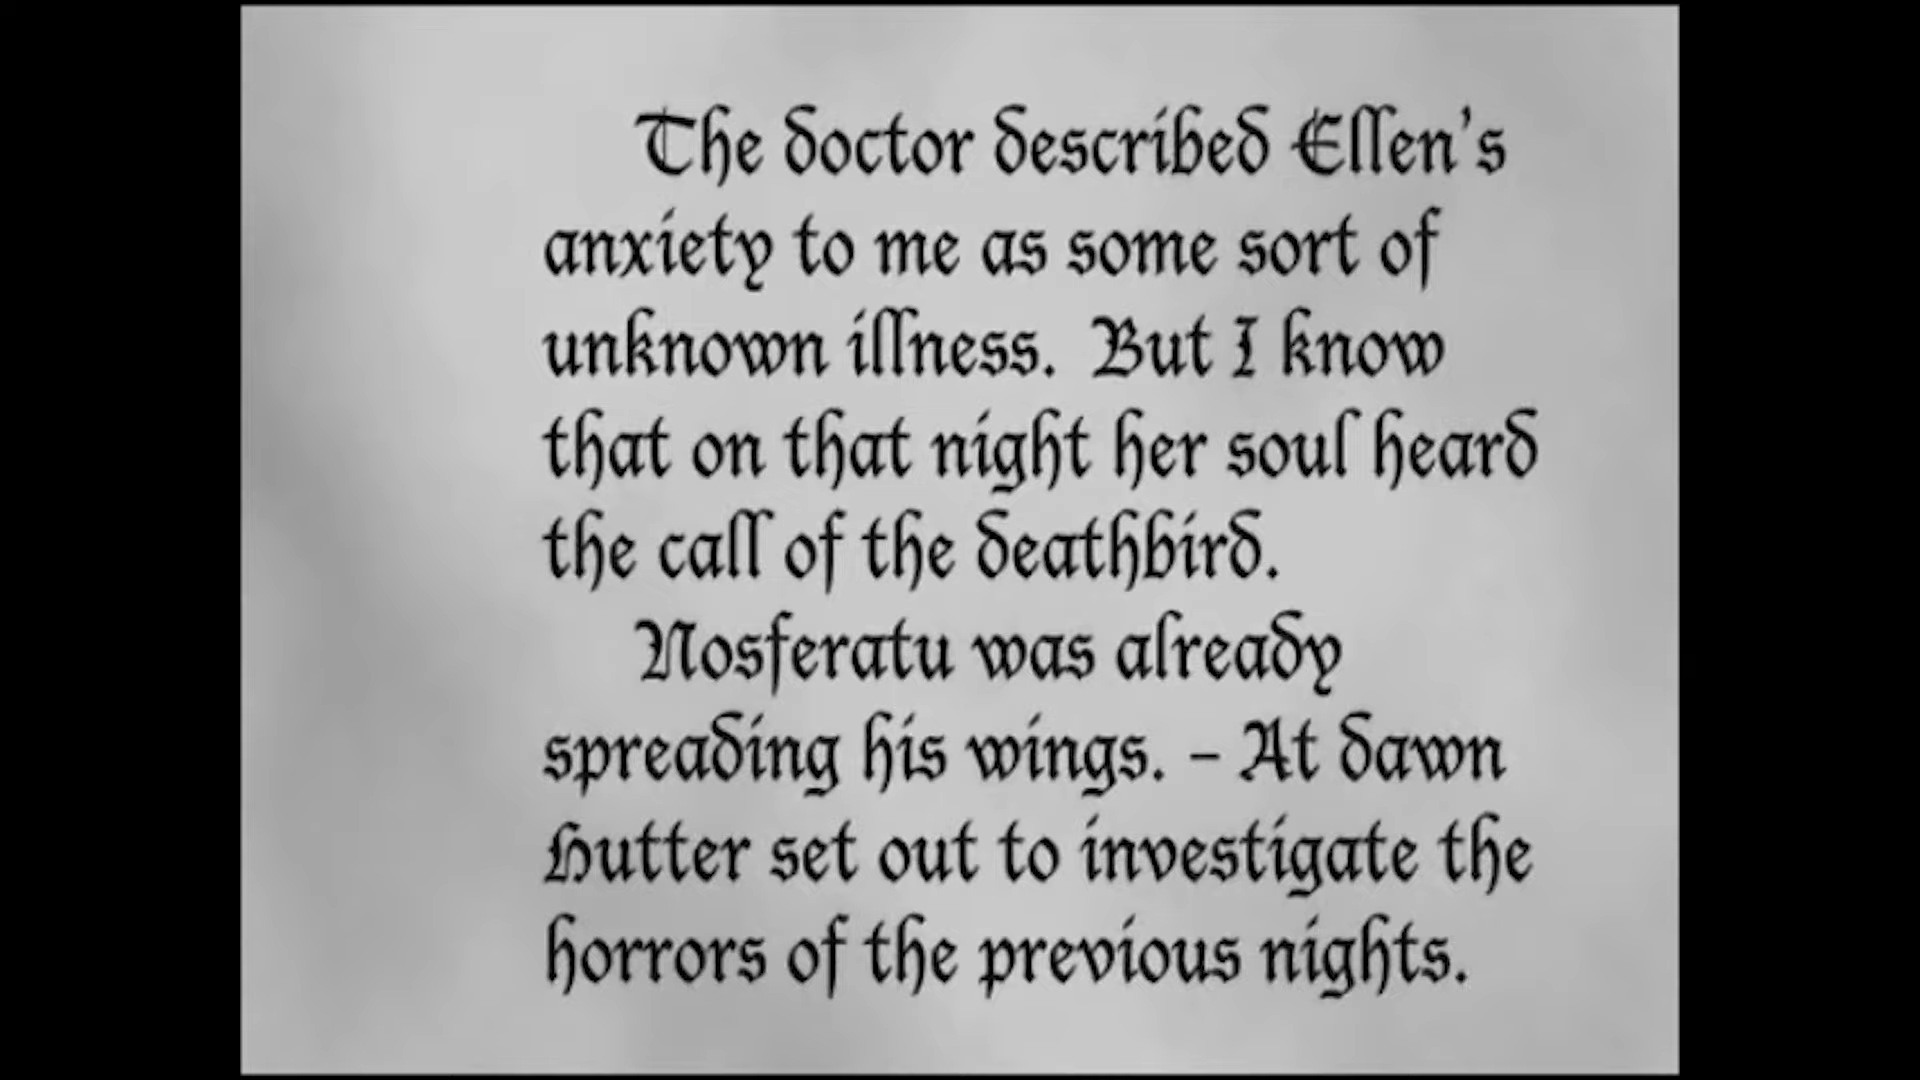 The doctor described Ellen's
anxiety to me as some sort of
unknown illness. But I know
that on that night her soul heard
the call of the deathbird.
Nosferatu was already
spreading his wings. – At dawn
Hutter set out to investigate the
horrors of the previous nights.